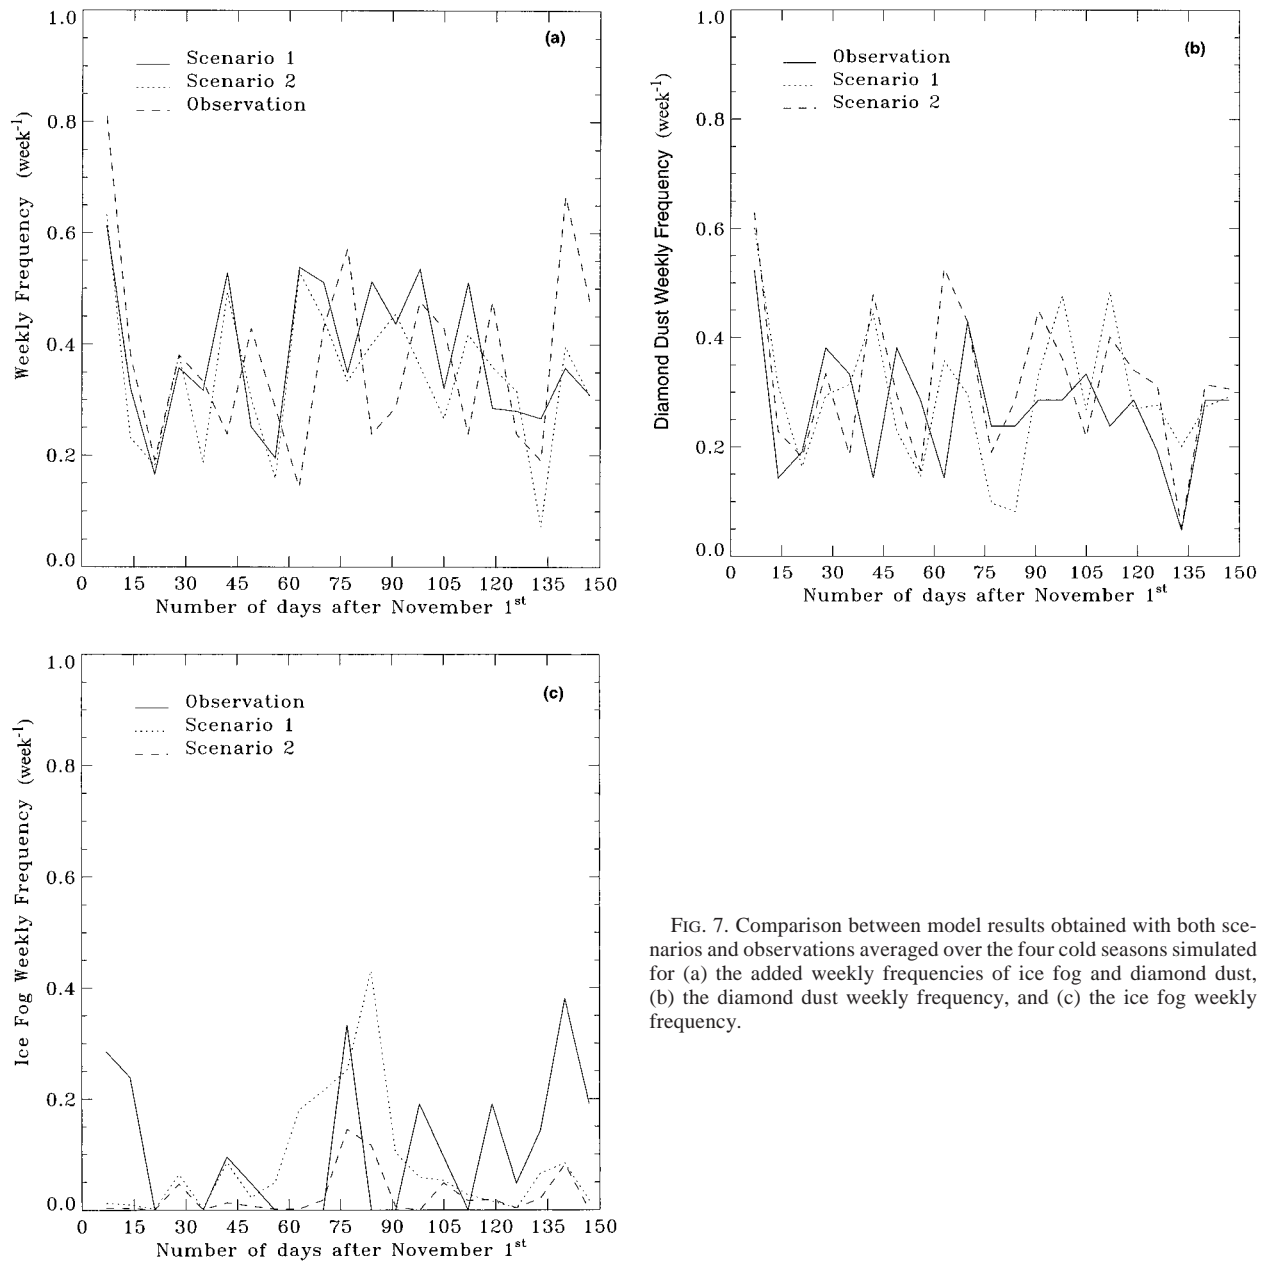 (a)
Scenario 1
Scenario 2
Observation
Weekly Frequency (week-1)
1.0
0.8
0.6
0.4
0.2
0.0
0 15 30 45 60 75 90 105 120 135 150
Number of days after November 1st
(b)
Observation
Scenario 1
Scenario 2
Diamond Dust Weekly Frequency (week-1)
1.0
0.8
0.6
0.4
0.2
0.0
0 15 30 45 60 75 90 105 120 135 150
Number of days after November 1st
(c)
Observation
Scenario 1
Scenario 2
Ice Fog Weekly Frequency (week-1)
1.0
0.8
0.6
0.4
0.2
0.0
0 15 30 45 60 75 90 105 120 135 150
Number of days after November 1st
FIG. 7. Comparison between model results obtained with both sce-
narios and observations averaged over the four cold seasons simulated
for (a) the added weekly frequencies of ice fog and diamond dust,
(b) the diamond dust weekly frequency, and (c) the ice fog weekly
frequency.